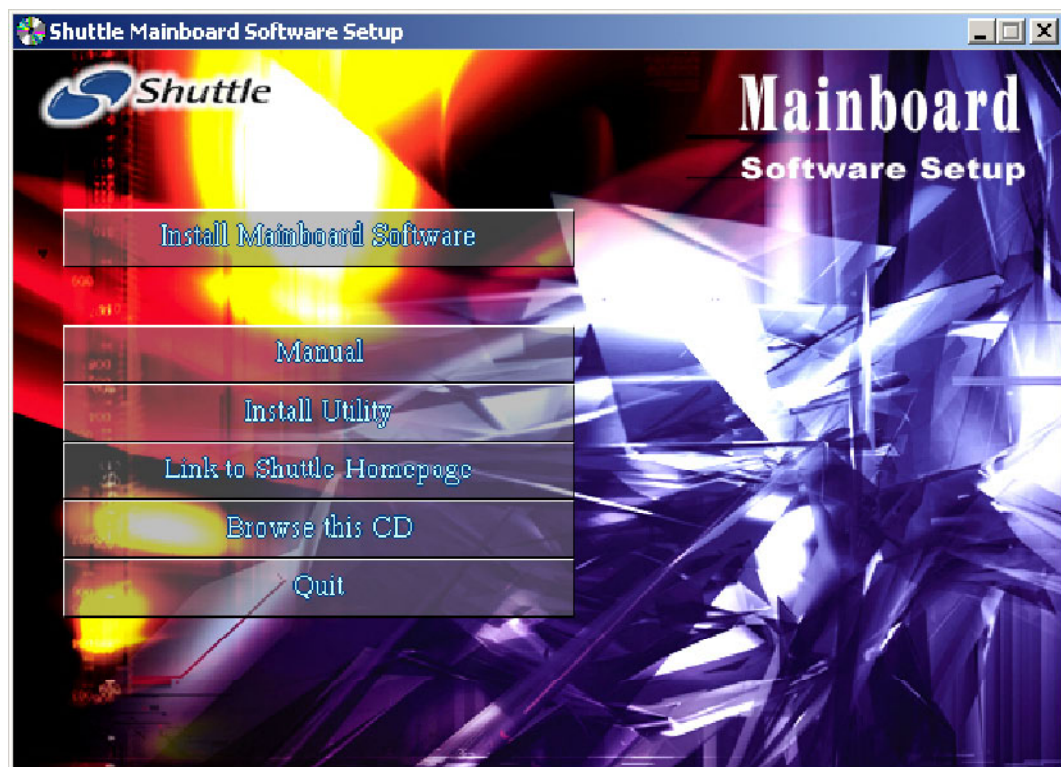 Shuttle Mainboard Software Setup
Shuttle
Mainboard
Software Setup
Install Mainboard Software
Manual
Install Utility
Link to Shuttle Homepage
Browse this CD
Quit